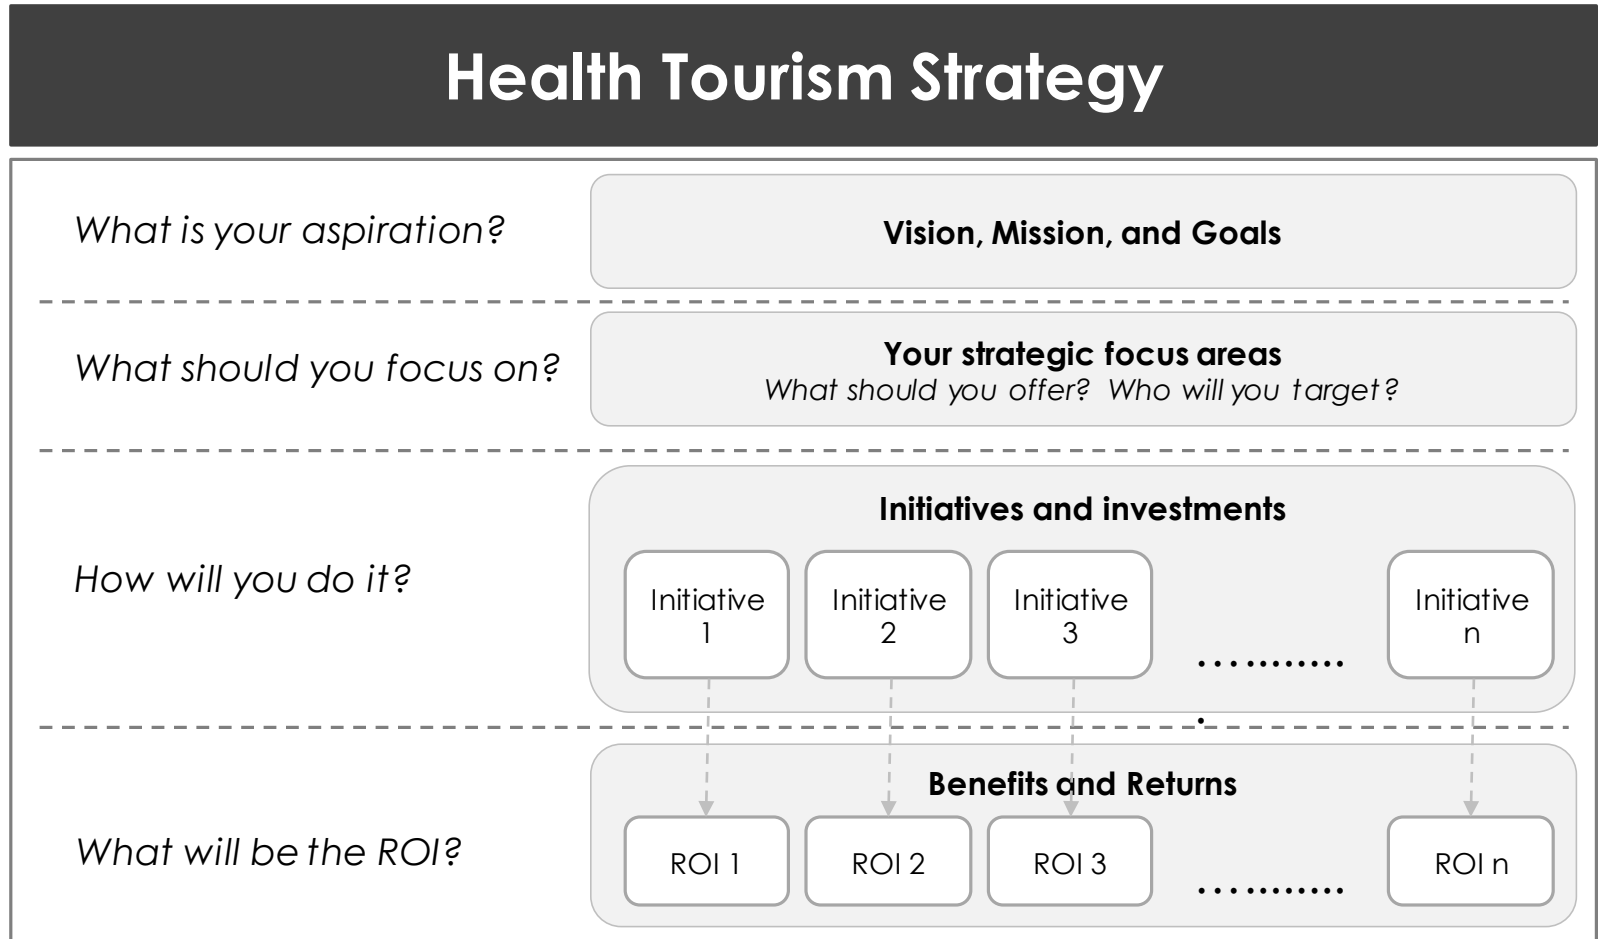 Health Tourism Strategy
What is your aspiration?
Vision, Mission, and Goals
What should you focus on?
Your strategic focus areas
What should you offer?  Who will you target?
How will you do it?
Initiatives and investments
Initiative
1
Initiative
2
Initiative
3
...........
.
Initiative
n
What will be the ROI?
Benefits and Returns
ROI 1
ROI 2
ROI 3
...........
ROI n